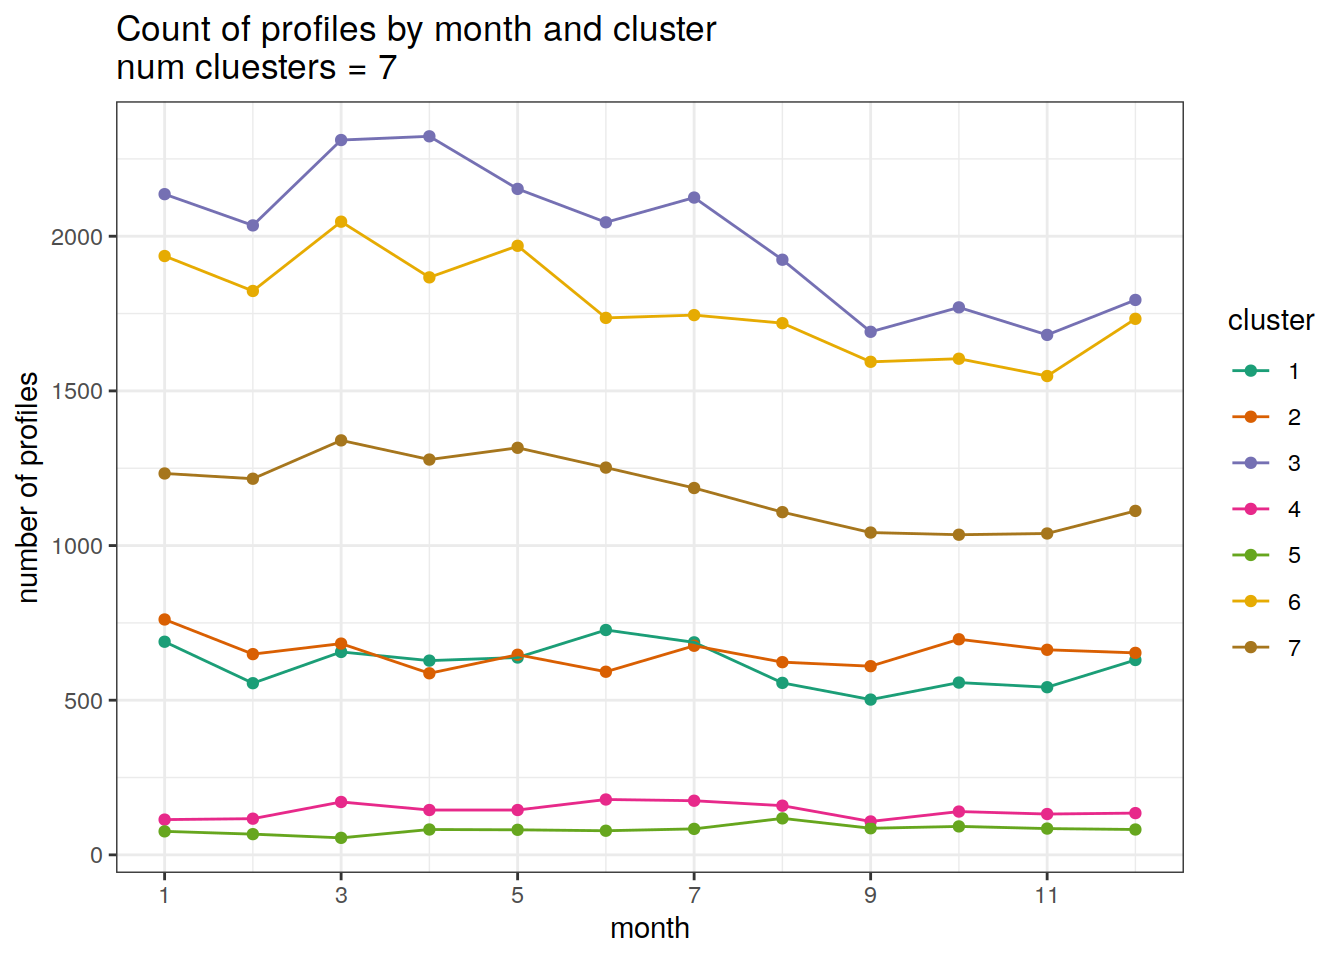 Count of profiles by month and cluster
num cluesters = 7
number of profiles
2000
1500
1000
500
0
1 3 5 7 9 11
month
cluster
1
2
3
4
5
6
7